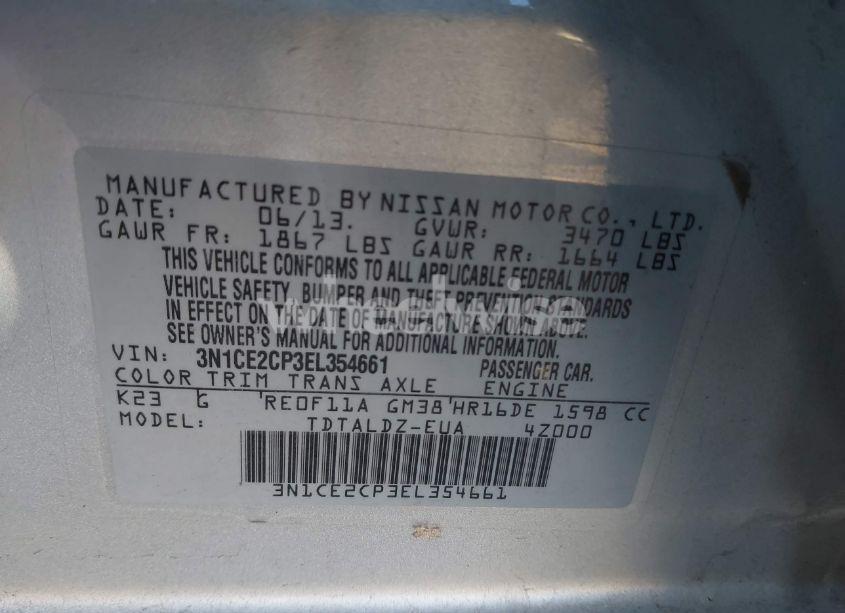 MANUFACTURED BY NISSAN MOTOR CO., LTD.
DATE: 06/13. GVWR: 3470 LBS
GAWR FR: 1867 LBS GAWR RR: 1664 LBS
THIS VEHICLE CONFORMS TO ALL APPLICABLE FEDERAL MOTOR
VEHICLE SAFETY, BUMPER AND THEFT PREVENTION STANDARDS
IN EFFECT ON THE DATE OF MANUFACTURE SHOWN ABOVE.
SEE OWNER'S MANUAL FOR ADDITIONAL INFORMATION.
VIN: 3N1CE2CP3EL354661 PASSENGER CAR.
COLOR TRIM TRANS AXLE ENGINE
K23 G 'RE0F11A GM38'HR16DE 1598 CC
MODEL: TDTALDZ-EUA 4Z000
3N1CE2CP3EL354661